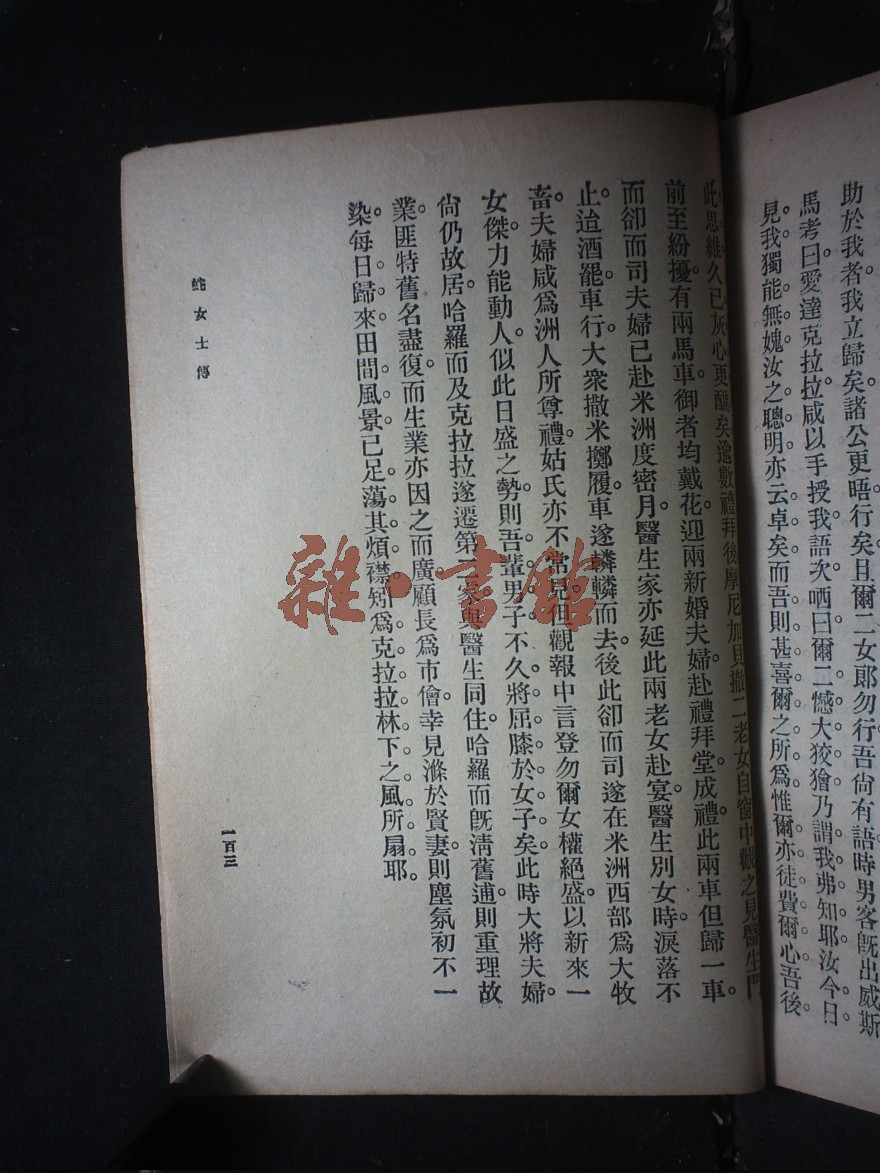 助於我者我立歸矣諸公更晤行矣且爾二女郎勿行吾尙有語時男客旣出威斯
馬考曰愛達克拉拉咸以手授我語次哂曰爾二憾大狡獪乃謂我弗知耶汝今日
見我獨能無媿汝之聰明亦云卓矣而吾則甚喜爾之所爲惟爾亦徒費爾心吾後
此思維久已灰心更醮矣逾數禮拜後摩尼加貝撒二老女自窗中觀之見醫生門
前至紛擾有兩馬車御者均戴花迎兩新婚夫婦赴禮拜堂成禮此兩車但歸一車
而卻而司夫婦已赴米洲度密月醫生家亦延此兩老女赴宴醫生別女時淚落不
止迨酒罷車行大衆撒米擲履車遂轔轔而去後此卻而司遂在米洲西部爲大牧
畜夫婦咸爲洲人所尊禮姑氏亦不常見但觀報中言登勿爾女權絕盛以新來一
女傑力能動人似此日盛之勢則吾輩男子不久將屈膝於女子矣此時大將夫婦
尙仍故居哈羅而及克拉拉遂遷第二家與醫生同住哈羅而旣淸舊逋則重理故
業匪特舊名盡復而生業亦因之而廣顧長爲市儈幸見滌於賢妻則塵氛初不一
染每日歸來田間風景已足蕩其煩襟矧爲克拉拉林下之風所扇耶
蛇女士傳
一百三
雜·書館